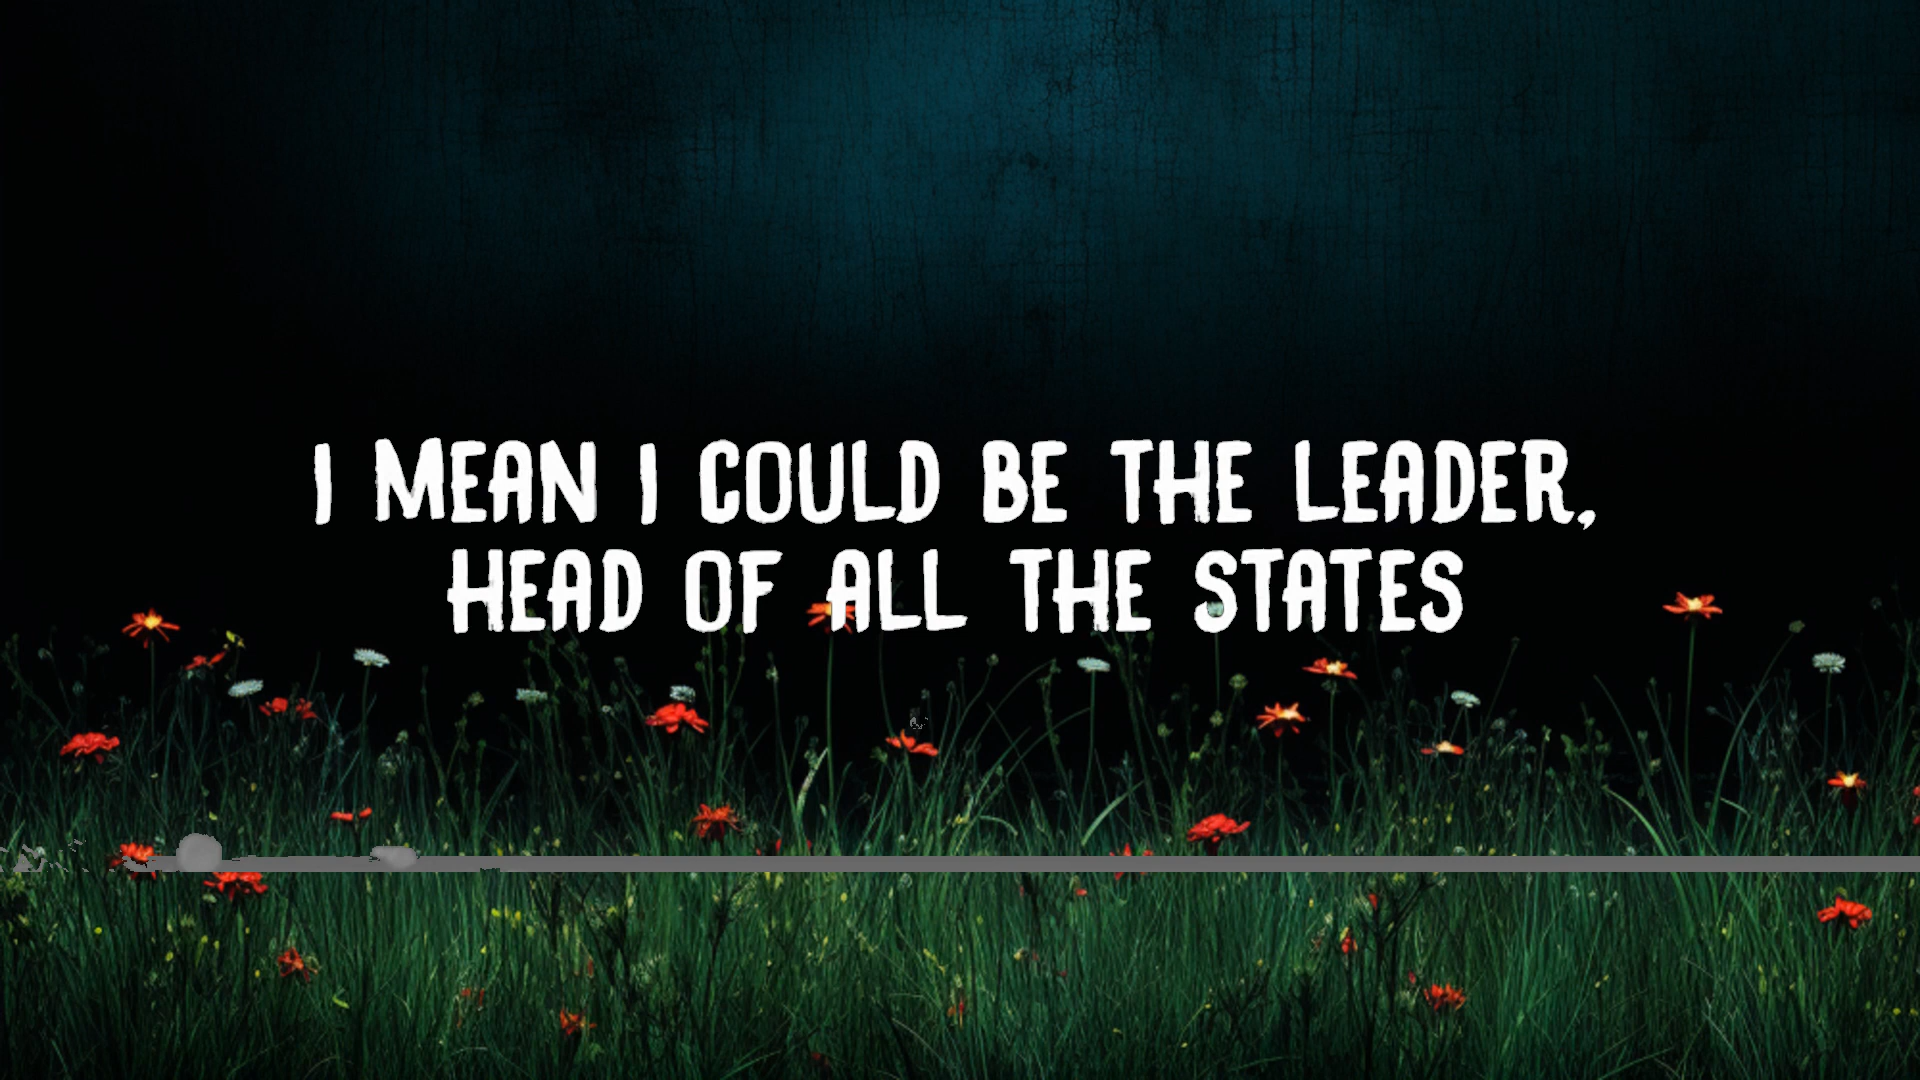 I MEAN I COULD BE THE LEADER,
HEAD OF ALL THE STATES